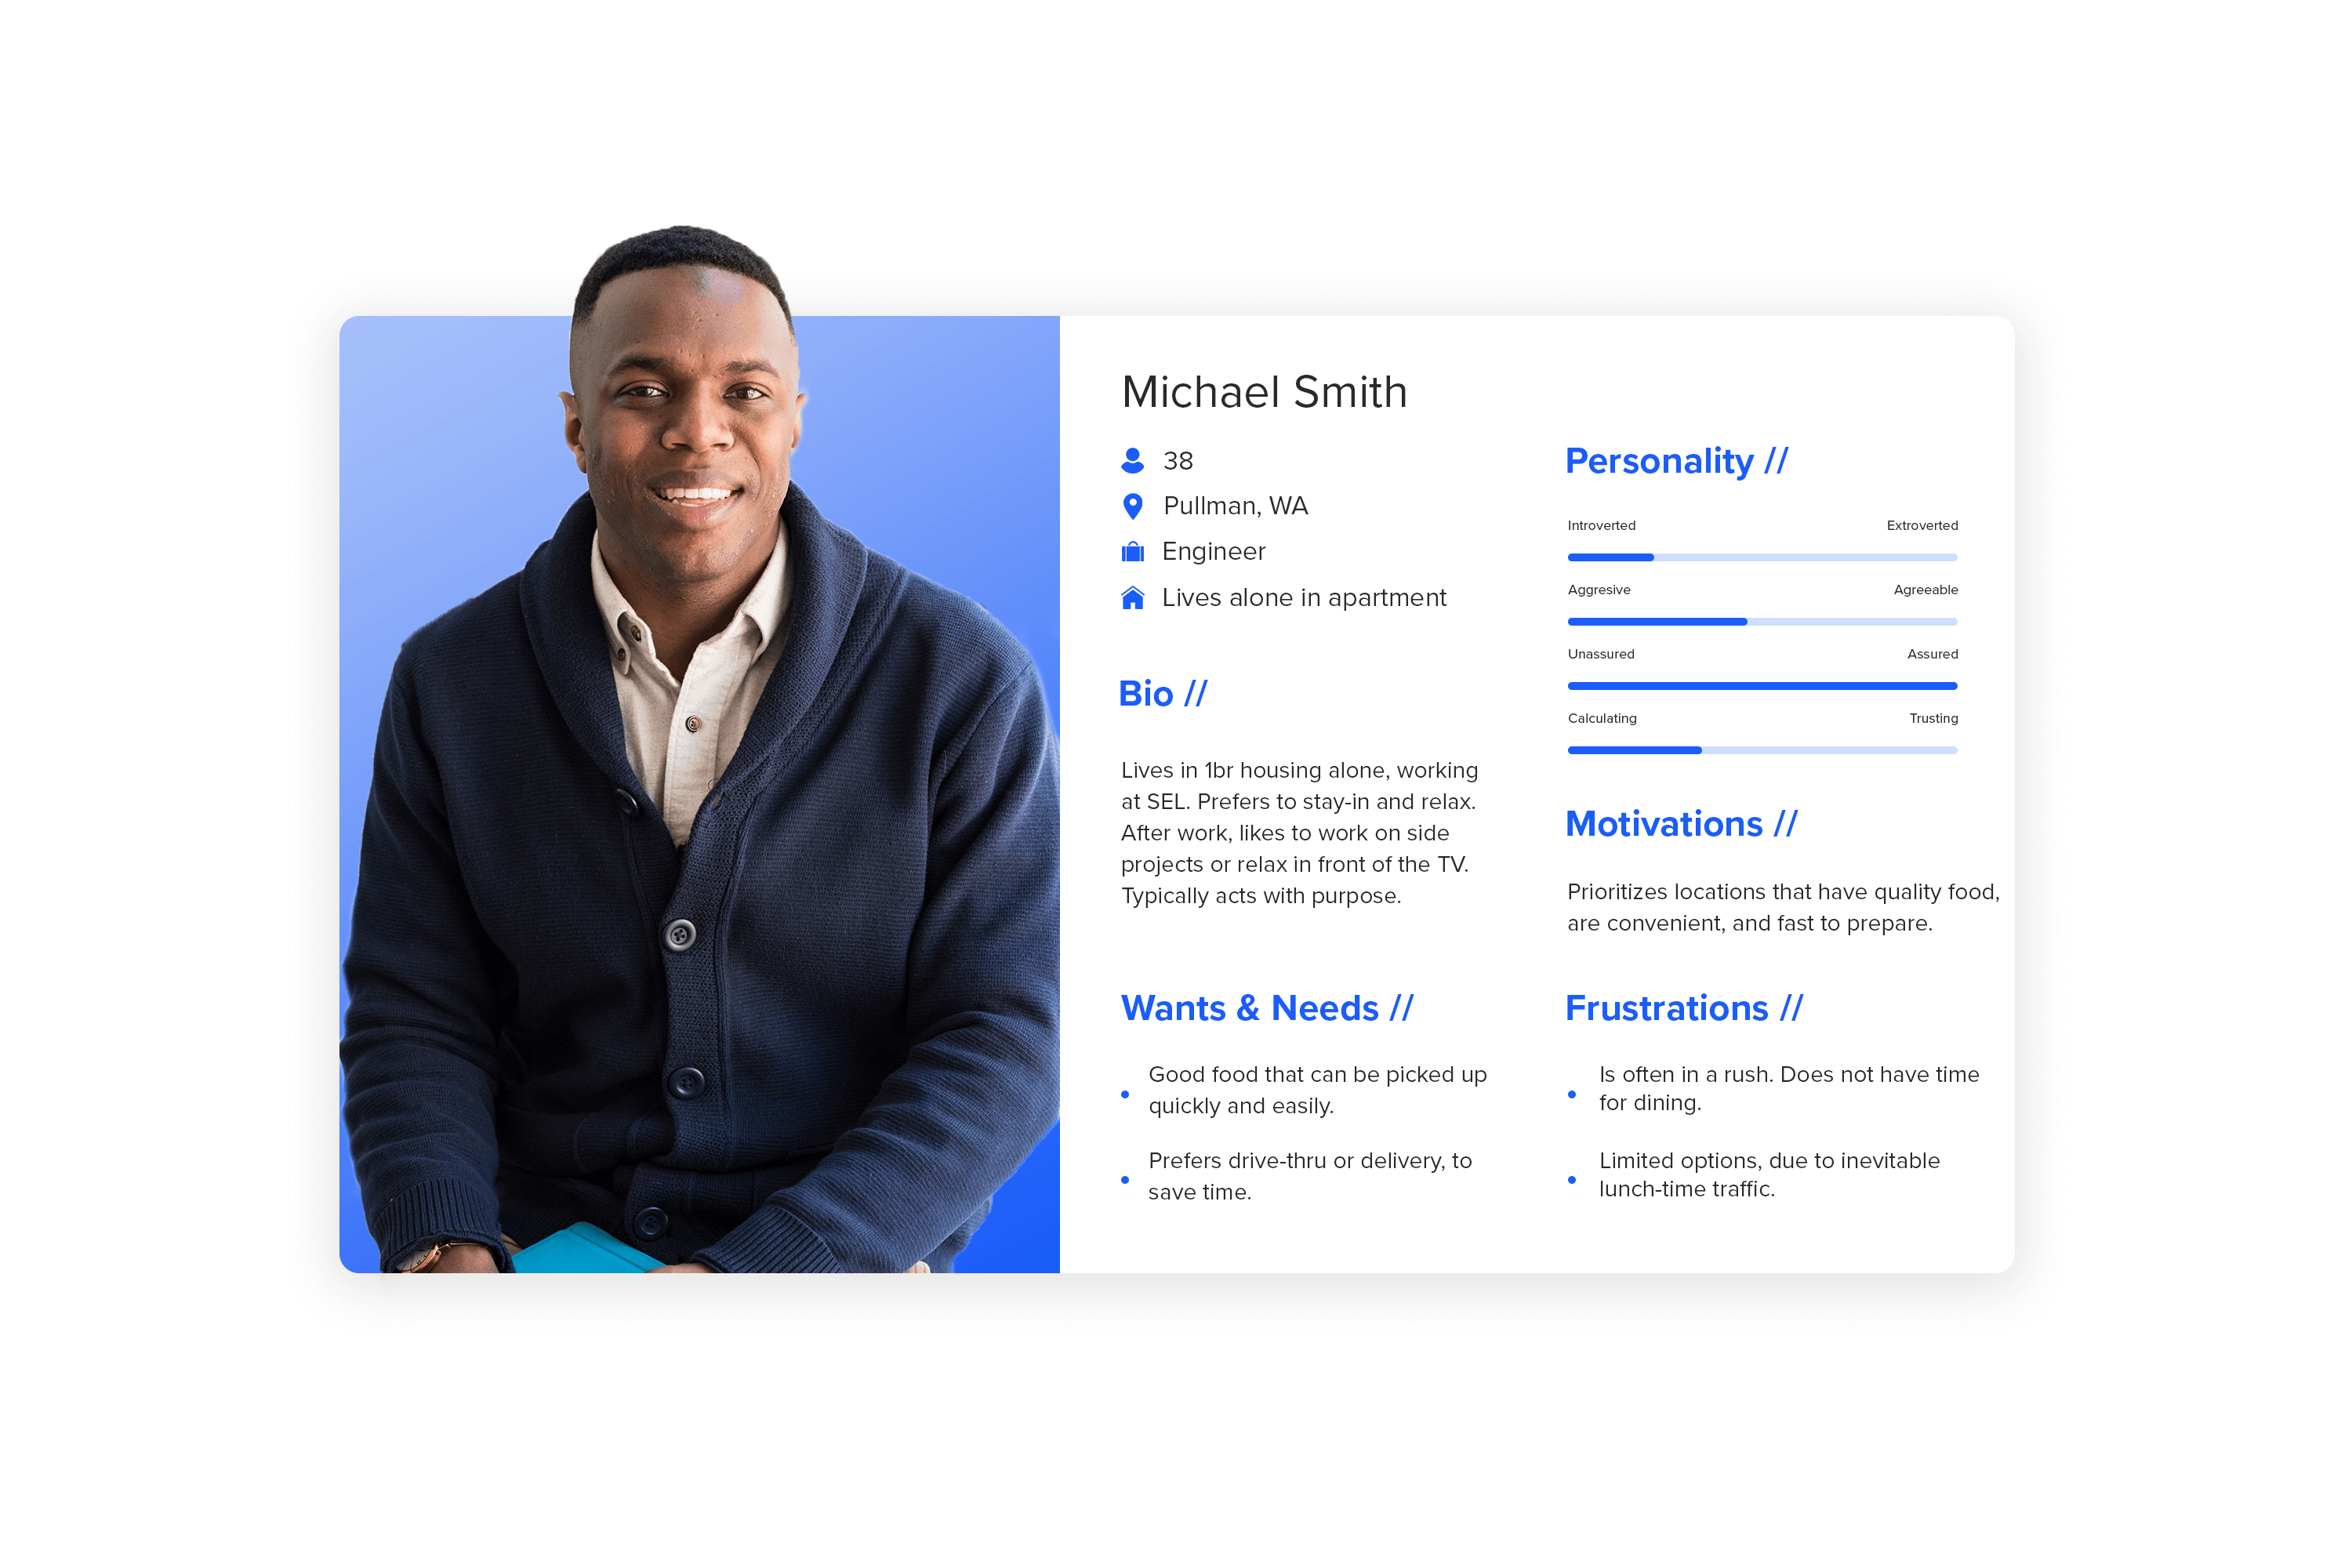 Michael Smith
38
Pullman, WA
Engineer
Lives alone in apartment
Bio //
Lives in 1br housing alone, working
at SEL. Prefers to stay-in and relax.
After work, likes to work on side
projects or relax in front of the TV.
Typically acts with purpose.
Wants & Needs //
Good food that can be picked up
quickly and easily.
Prefers drive-thru or delivery, to
save time.
Personality //
Introverted Extroverted
Aggresive Agreeable
Unassured Assured
Calculating Trusting
Motivations //
Prioritizes locations that have quality food,
are convenient, and fast to prepare.
Frustrations //
Is often in a rush. Does not have time
for dining.
Limited options, due to inevitable
lunch-time traffic.